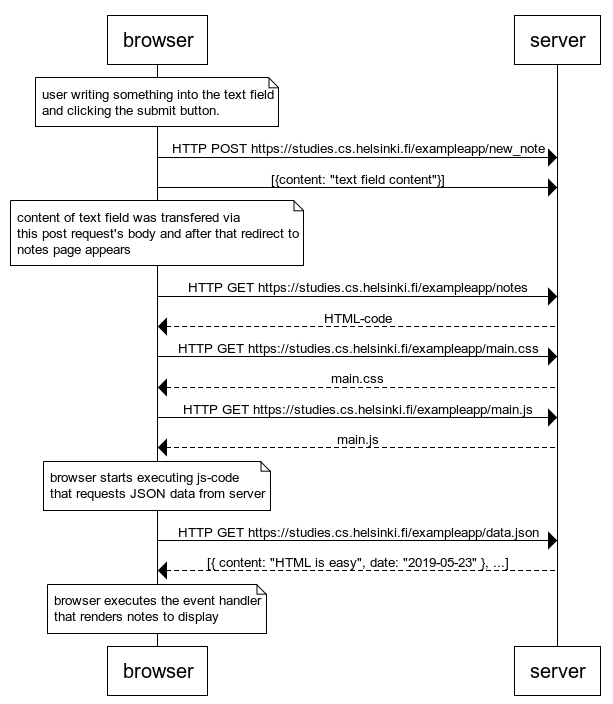 browser
server
user writing something into the text field
and clicking the submit button.
HTTP POST https://studies.cs.helsinki.fi/exampleapp/new_note
[{content: "text field content"}]
content of text field was transfered via
this post request's body and after that redirect to
notes page appears
HTTP GET https://studies.cs.helsinki.fi/exampleapp/notes
HTML-code
HTTP GET https://studies.cs.helsinki.fi/exampleapp/main.css
main.css
HTTP GET https://studies.cs.helsinki.fi/exampleapp/main.js
main.js
browser starts executing js-code
that requests JSON data from server
HTTP GET https://studies.cs.helsinki.fi/exampleapp/data.json
[{ content: "HTML is easy", date: "2019-05-23" }, ...]
browser executes the event handler
that renders notes to display
browser
server